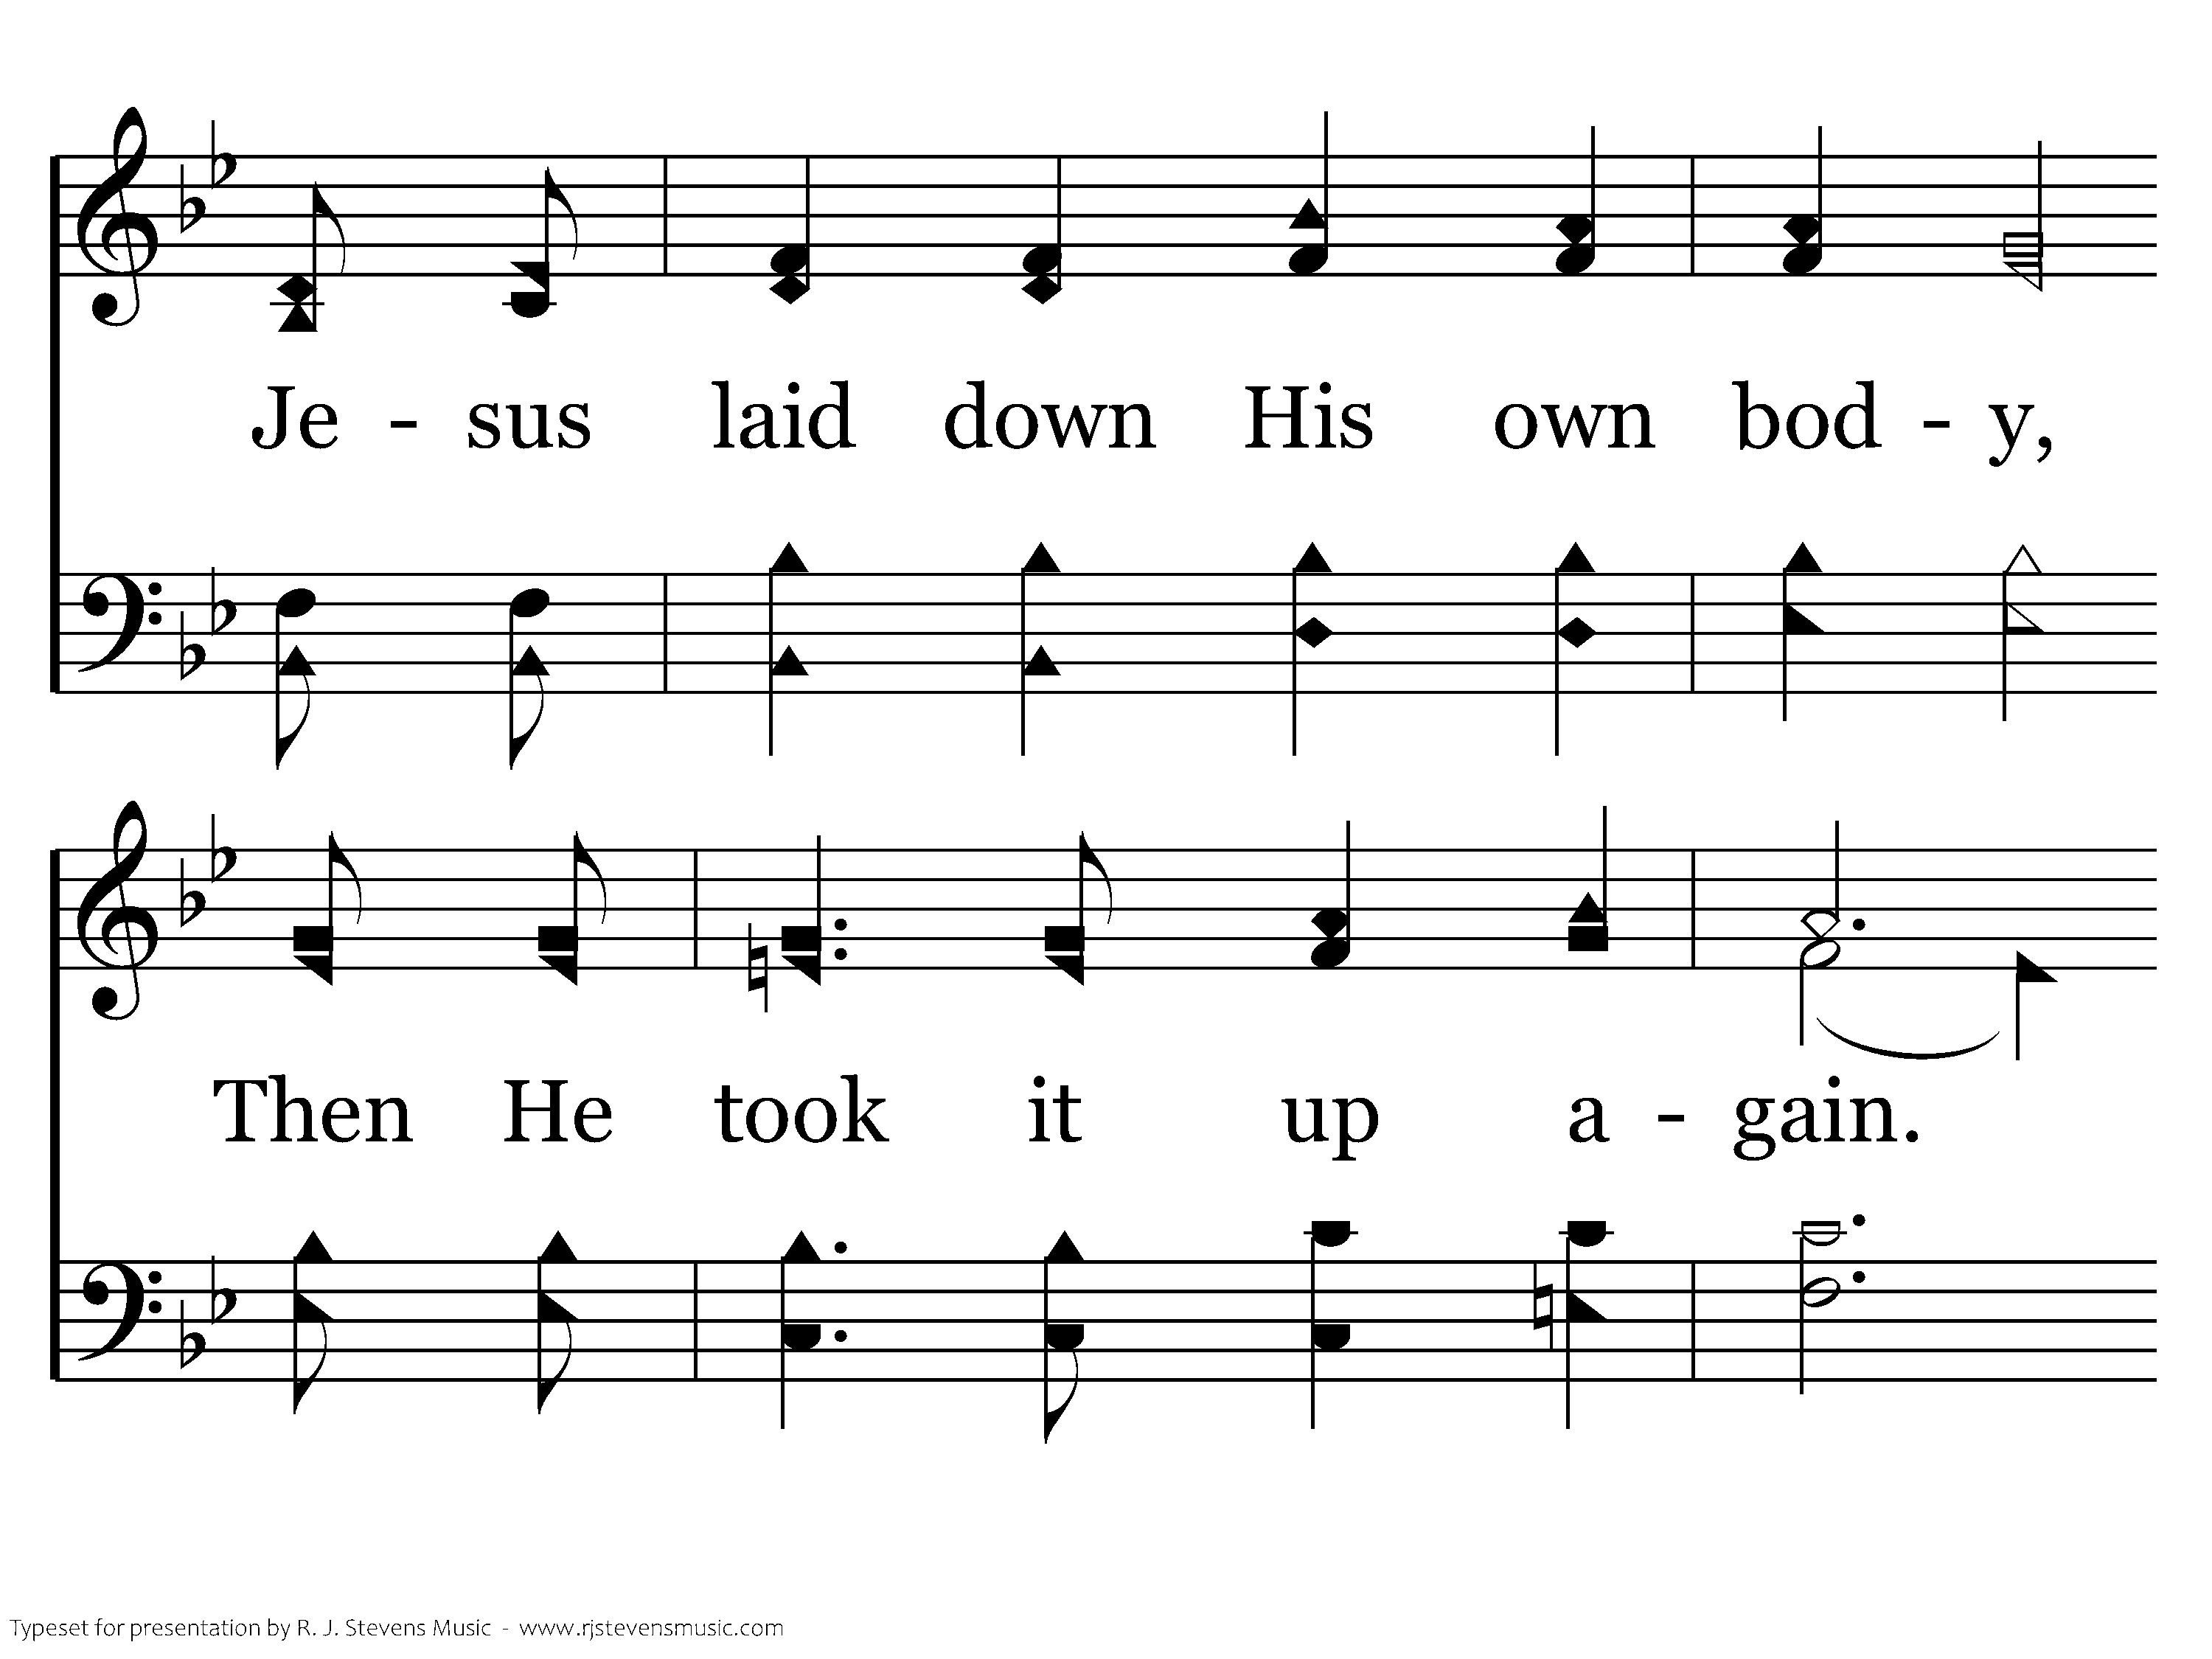 Je - sus laid down His own bod - y,
Then He took it up a - gain.
Typeset for presentation by R. J. Stevens Music - www.rjstevensmusic.com